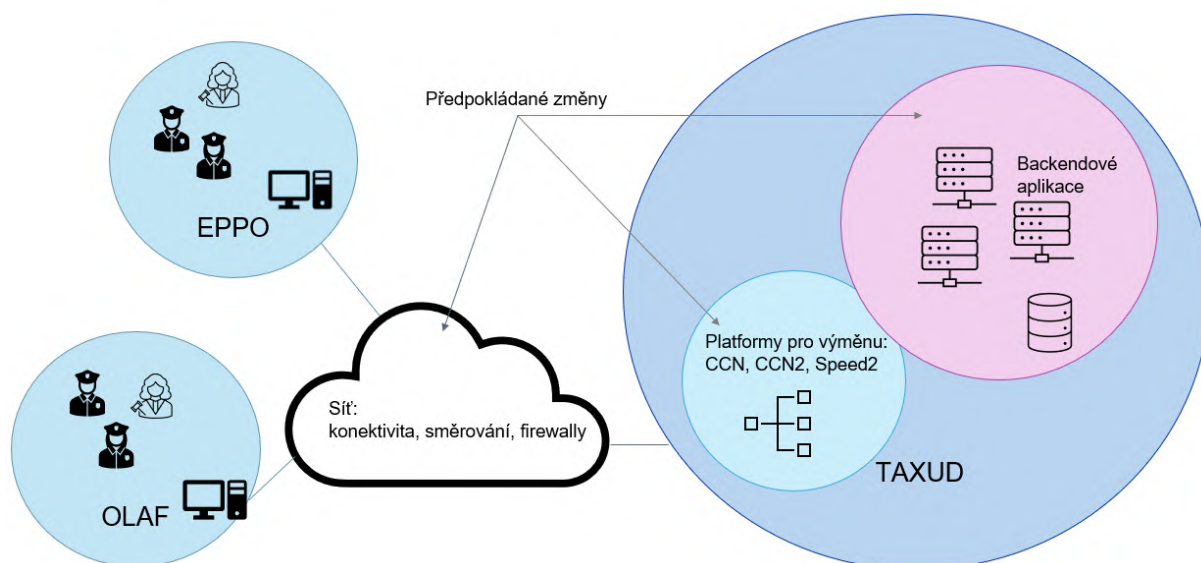 Předpokládané změny
EPPO
Backendové
aplikace
Platformy pro výměnu:
CCN, CCN2, Speed2
Síť:
konektivita, směrování, firewally
TAXUD
OLAF